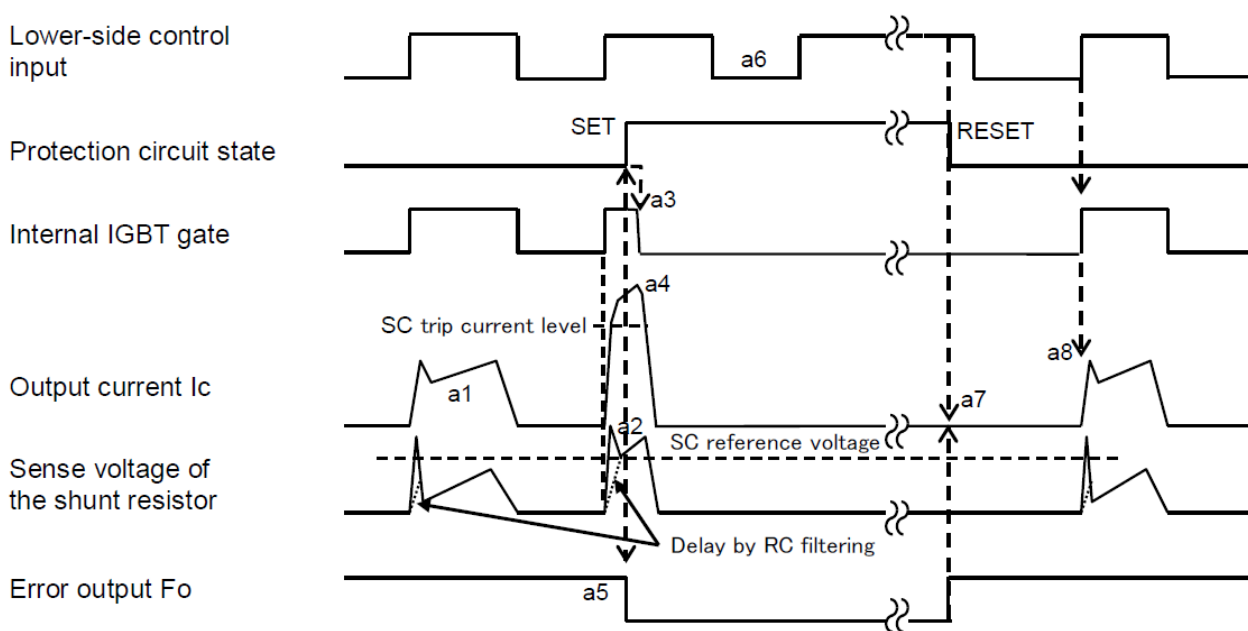 Lower-side control
input
a6
SET
RESET
Protection circuit state
a3
Internal IGBT gate
a4
SC trip current level
a8
Output current Ic
a1
a7
a2
SC reference voltage
Sense voltage of
the shunt resistor
Delay by RC filtering
Error output Fo
a5